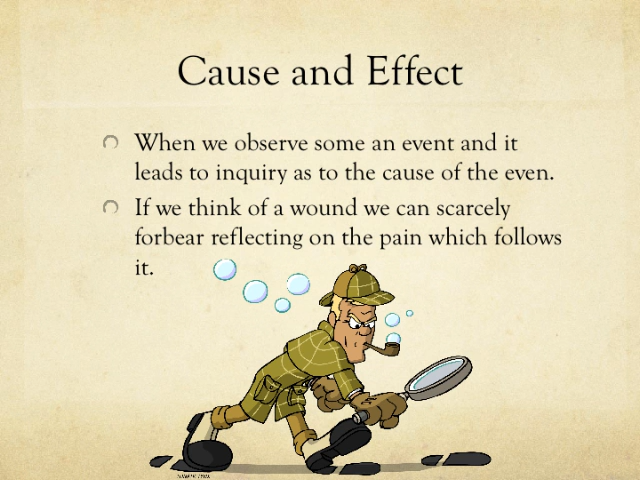 Cause and Effect
When we observe some an event and it
leads to inquiry as to the cause of the even.
If we think of a wound we can scarcely
forbear reflecting on the pain which follows
it.